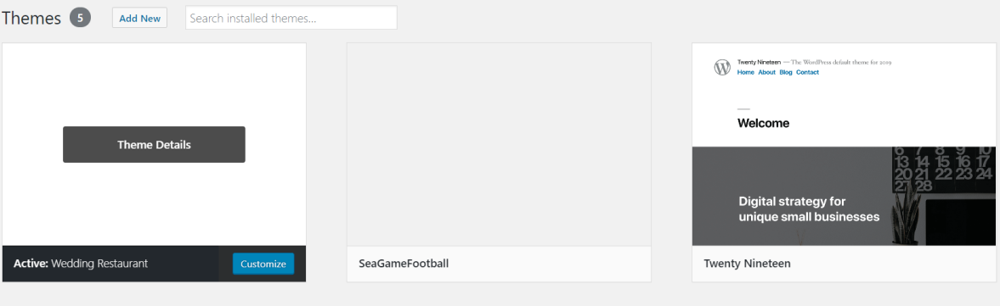 Themes 5 Add New Search installed themes...
Theme Details
Active: Wedding Restaurant Customize
SeaGameFootball
Twenty Nineteen — The WordPress default theme for 2019
Home About Blog Contact
Welcome
6 7 8 9 10
13 14 15 16 17
20 21 22 23 24
27 28
Digital strategy for
unique small businesses
Twenty Nineteen